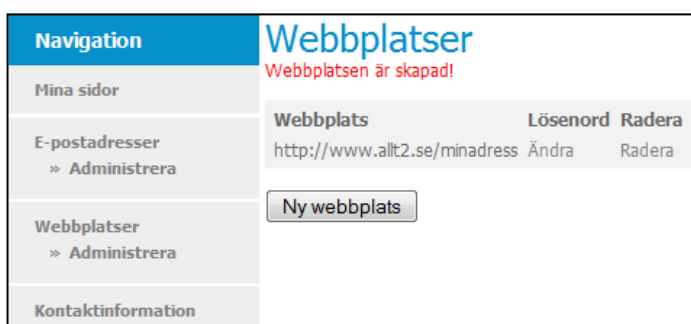 Navigation
Mina sidor
E-postadresser
» Administrera
Webbplatser
» Administrera
Kontaktinformation
Webbplatser
Webbplatsen är skapad!
Webbplats Lösenord Radera
http://www.allt2.se/minadress Ändra Radera
Ny webbplats